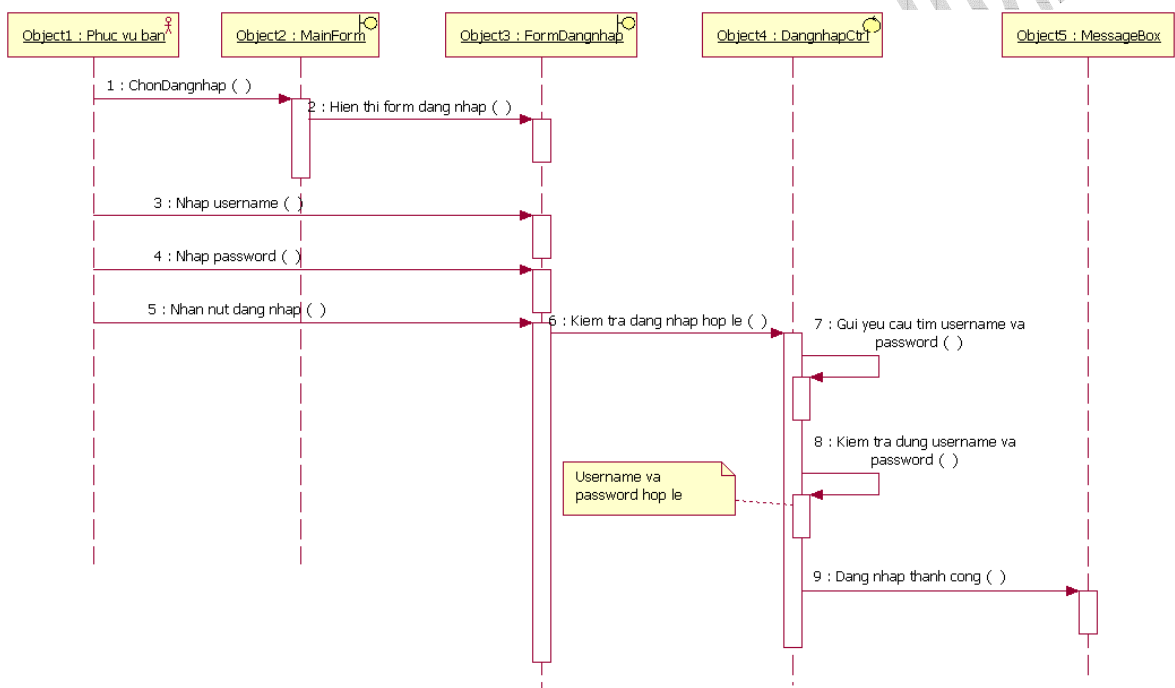 Object1 : Phuc vu ban
Object2 : MainForm
Object3 : FormDangnhap
Object4 : DangnhapCtrl
Object5 : MessageBox
1 : ChonDangnhap ( )
2 : Hien thi form dang nhap ( )
3 : Nhap username ( )
4 : Nhap password ( )
5 : Nhan nut dang nhap ( )
6 : Kiem tra dang nhap hop le ( )
7 : Gui yeu cau tim username va
password ( )
8 : Kiem tra dung username va
password ( )
Username va
password hop le
9 : Dang nhap thanh cong ( )